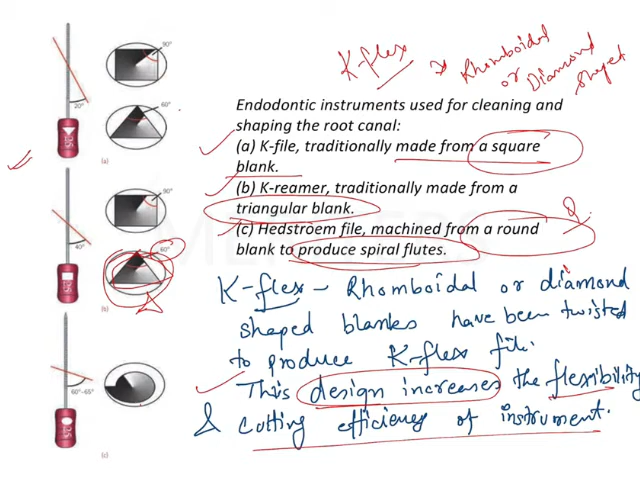 K-flex → Rhomboidal
or Diamond
shaped
90°
20°
60°
(a)
90°
40°
60°
(b)
60°–65°
(c)
Endodontic instruments used for cleaning and
shaping the root canal:
(a) K-file, traditionally made from a square
blank.
(b) K-reamer, traditionally made from a
triangular blank.
(c) Hedstroem file, machined from a round
blank to produce spiral flutes.
K-flex – Rhomboidal or diamond
shaped blanks have been twisted
to produce K-flex file.
This design increases the flexibility
& cutting efficiency of instrument.